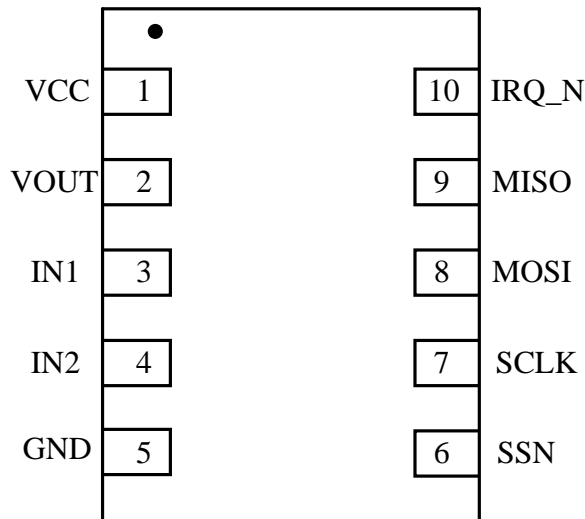 VCC 1 10 IRQ_N
VOUT 2 9 MISO
IN1 3 8 MOSI
IN2 4 7 SCLK
GND 5 6 SSN